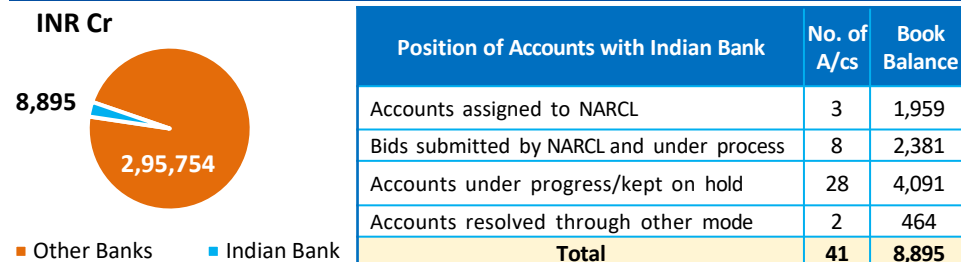 INR Cr
8,895
2,95,754
Other Banks Indian Bank
Position of Accounts with Indian Bank No. of A/cs Book Balance
Accounts assigned to NARCL 3 1,959
Bids submitted by NARCL and under process 8 2,381
Accounts under progress/kept on hold 28 4,091
Accounts resolved through other mode 2 464
Total 41 8,895